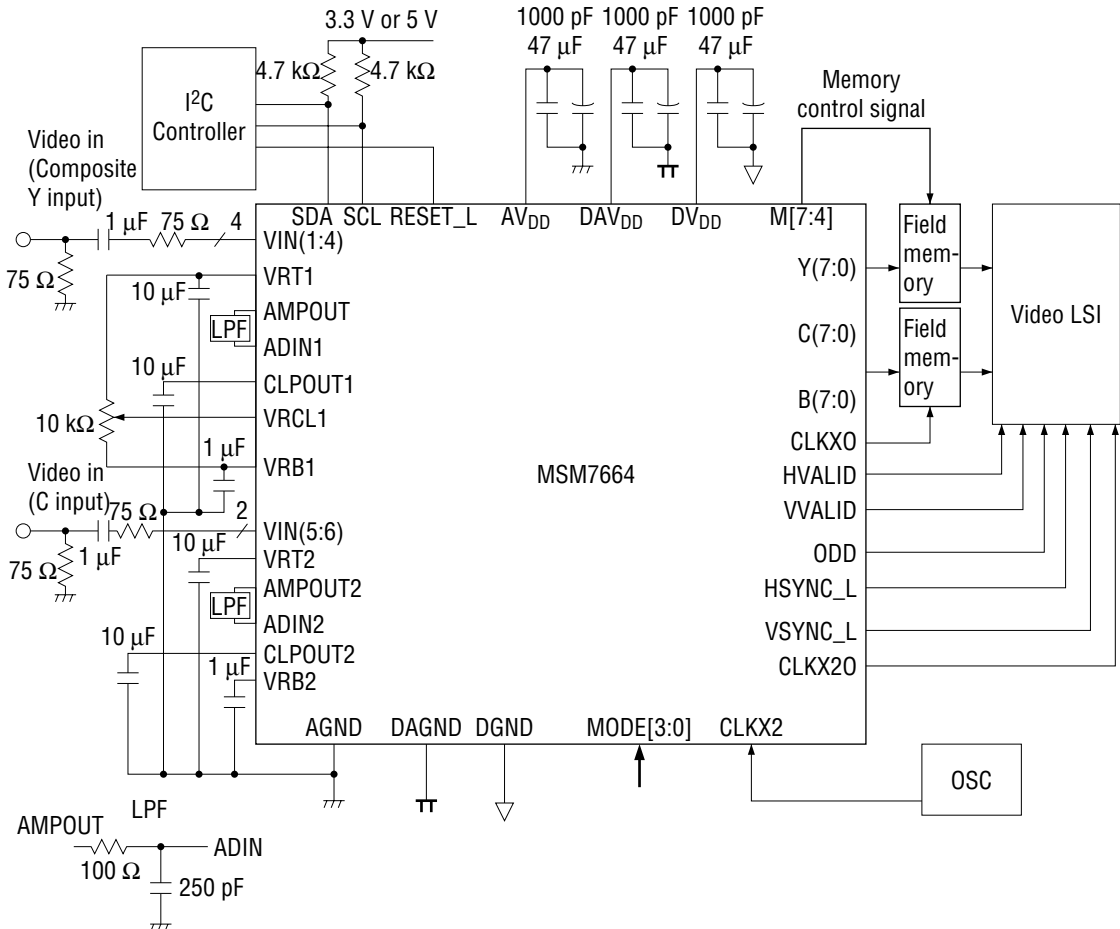 3.3 V or 5 V
1000 pF 1000 pF 1000 pF
47 µF 47 µF 47 µF
4.7 kΩ 4.7 kΩ
I²C
Controller
Memory
control signal
Video in
(Composite
Y input)
1 µF 75 Ω 4
75 Ω
SDA SCL RESET_L AVDD DAVDD DVDD M[7:4]
VIN(1:4)
VRT1
10 µF
AMPOUT
LPF
ADIN1
10 µF
CLPOUT1
VRCL1
10 kΩ
1 µF
VRB1
Video in
(C input)
75 Ω 2
1 µF
75 Ω
VIN(5:6)
10 µF
VRT2
AMPOUT2
LPF
ADIN2
10 µF
CLPOUT2
1 µF
VRB2
MSM7664
Y(7:0)
C(7:0)
B(7:0)
CLKXO
HVALID
VVALID
ODD
HSYNC_L
VSYNC_L
CLKX2O
Field
mem-
ory
Field
mem-
ory
Video LSI
AGND DAGND DGND MODE[3:0] CLKX2
OSC
LPF
AMPOUT
ADIN
100 Ω
250 pF